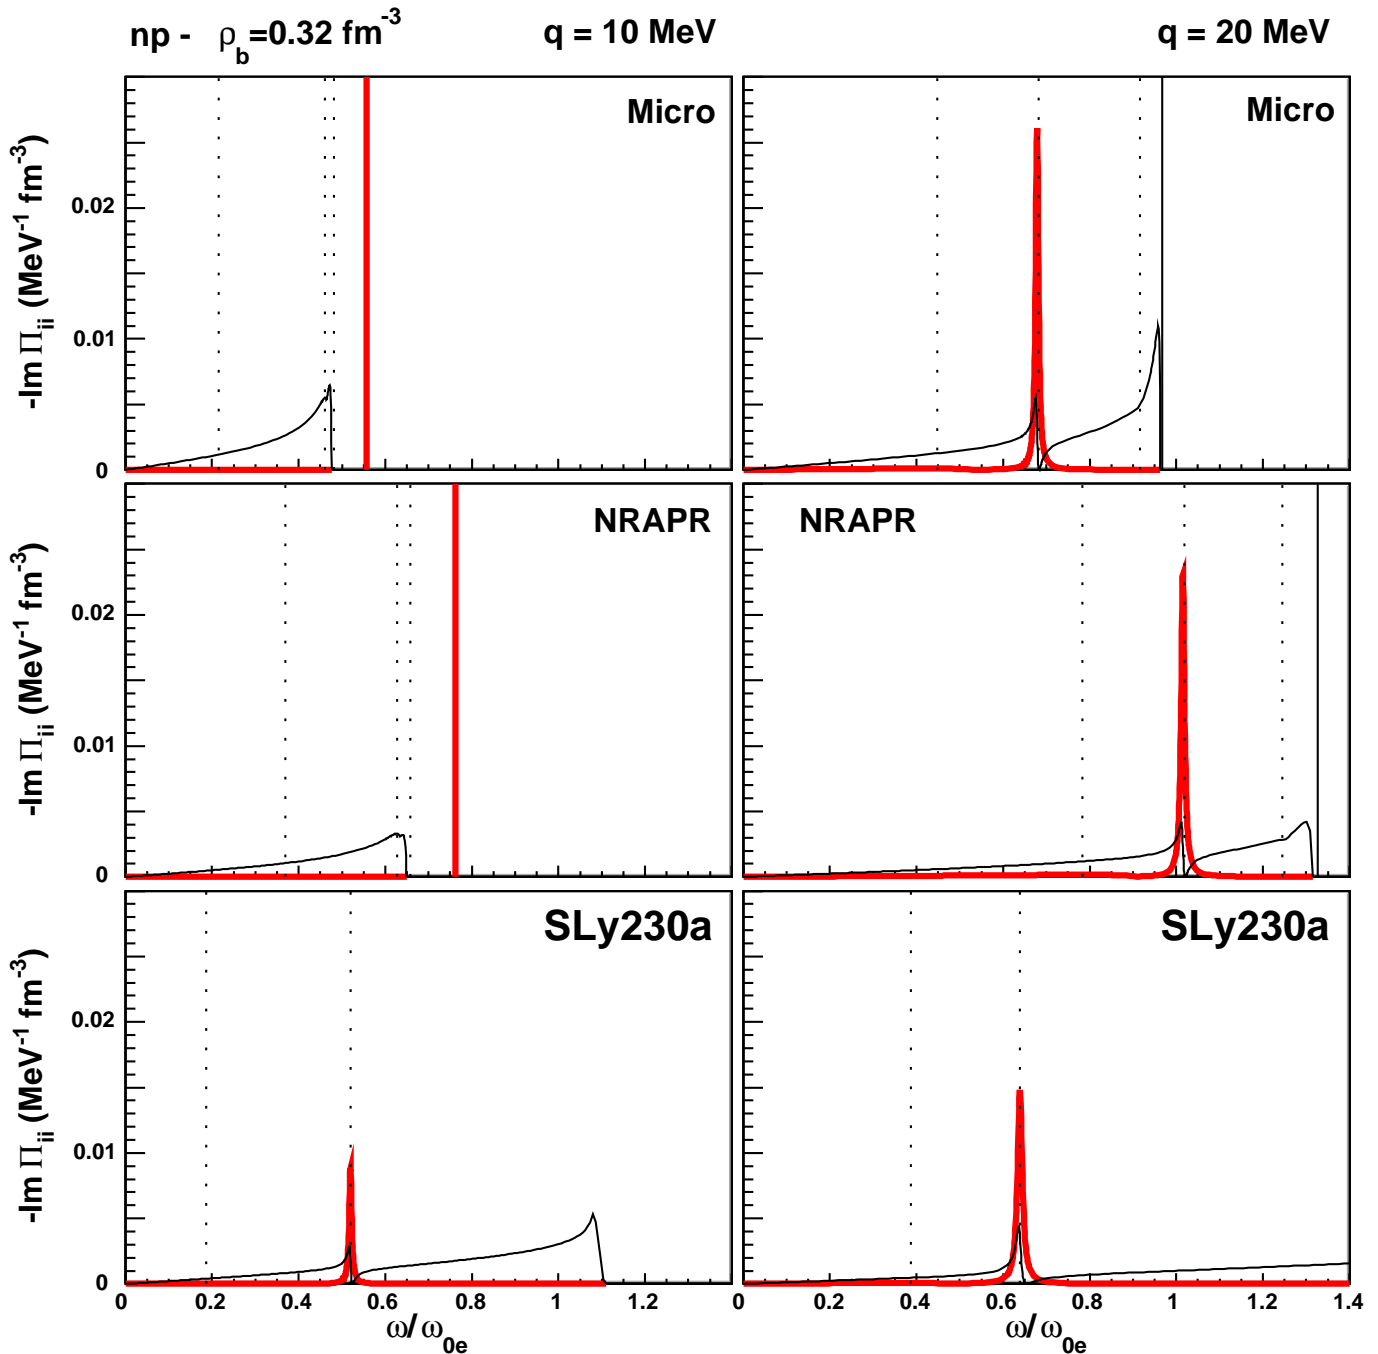 np - ρb=0.32 fm-3 q = 10 MeV q = 20 MeV
-Im Πii (MeV-1 fm-3)
0.02
0.01
0
Micro
Micro
-Im Πii (MeV-1 fm-3)
0.02
0.01
0
NRAPR
NRAPR
-Im Πii (MeV-1 fm-3)
0.02
0.01
0
SLy230a
SLy230a
0 0.2 0.4 0.6 0.8 1 1.2
0 0.2 0.4 0.6 0.8 1 1.2 1.4
ω/ω0e
ω/ω0e